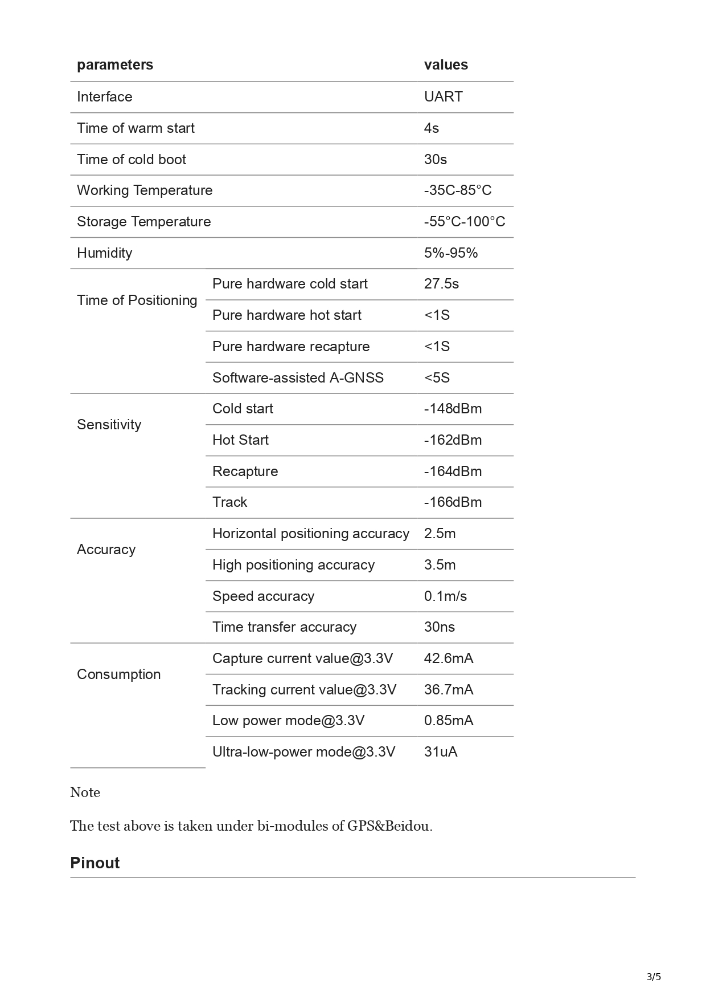 parameters values
Interface UART
Time of warm start 4s
Time of cold boot 30s
Working Temperature -35C-85°C
Storage Temperature -55°C-100°C
Humidity 5%-95%
Time of Positioning Pure hardware cold start 27.5s
Pure hardware hot start <1S
Pure hardware recapture <1S
Software-assisted A-GNSS <5S
Sensitivity Cold start -148dBm
Hot Start -162dBm
Recapture -164dBm
Track -166dBm
Accuracy Horizontal positioning accuracy 2.5m
High positioning accuracy 3.5m
Speed accuracy 0.1m/s
Time transfer accuracy 30ns
Consumption Capture current value@3.3V 42.6mA
Tracking current value@3.3V 36.7mA
Low power mode@3.3V 0.85mA
Ultra-low-power mode@3.3V 31uA
Note
The test above is taken under bi-modules of GPS&Beidou.
Pinout
3/5